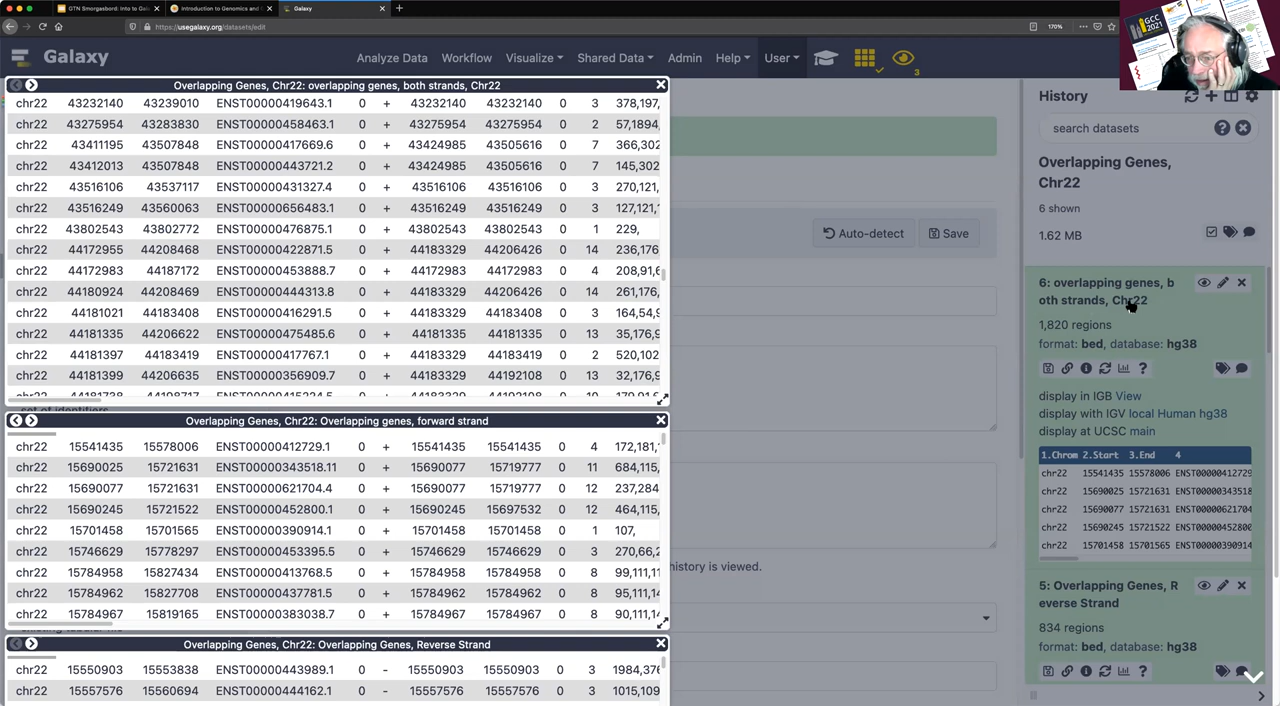 GTN Smorgasbord: Into to Gala
Introduction to Genomics and
Galaxy
https://usegalaxy.org/datasets/edit
170%
GCC
2021
Galaxy
Analyze Data
Workflow
Visualize
Shared Data
Admin
Help
User
3
Overlapping Genes, Chr22: overlapping genes, both strands, Chr22
chr22 43232140 43239010 ENST00000419643.1 0 + 43232140 43232140 0 3 378,197,
chr22 43275954 43283830 ENST00000458463.1 0 + 43275954 43275954 0 2 57,1894,
chr22 43411195 43507848 ENST00000417669.6 0 + 43424985 43505616 0 7 366,302
chr22 43412013 43507848 ENST00000443721.2 0 + 43424985 43505616 0 7 145,302
chr22 43516106 43537117 ENST00000431327.4 0 + 43516106 43516106 0 3 270,121,
chr22 43516249 43560063 ENST00000656483.1 0 + 43516249 43516249 0 3 127,121,
chr22 43802543 43802772 ENST00000476875.1 0 + 43802543 43802543 0 1 229,
chr22 44172955 44208468 ENST00000422871.5 0 + 44183329 44206426 0 14 236,176
chr22 44172983 44187172 ENST00000453888.7 0 + 44172983 44172983 0 4 208,91,6
chr22 44180924 44208469 ENST00000444313.8 0 + 44183329 44206426 0 14 261,176,
chr22 44181021 44183408 ENST00000416291.5 0 + 44183329 44183408 0 3 164,54,9
chr22 44181335 44206622 ENST00000475485.6 0 + 44181335 44181335 0 13 35,176,9
chr22 44181397 44183419 ENST00000417767.1 0 + 44183329 44183419 0 2 520,102
chr22 44181399 44206635 ENST00000356909.7 0 + 44183329 44192108 0 13 32,176,9
Overlapping Genes, Chr22: Overlapping genes, forward strand
chr22 15541435 15578006 ENST00000412729.1 0 + 15541435 15541435 0 4 172,181,
chr22 15690025 15721631 ENST00000343518.11 0 + 15690077 15719777 0 11 684,115,
chr22 15690077 15721631 ENST00000621704.4 0 + 15690077 15719777 0 12 237,284
chr22 15690245 15721522 ENST00000452800.1 0 + 15690245 15697532 0 12 464,115,
chr22 15701458 15701565 ENST00000390914.1 0 + 15701458 15701458 0 1 107,
chr22 15746629 15778297 ENST00000453395.5 0 + 15746629 15746629 0 3 270,66,2
chr22 15784958 15827434 ENST00000413768.5 0 + 15784958 15784958 0 8 99,111,11
chr22 15784962 15827708 ENST00000437781.5 0 + 15784962 15784962 0 8 95,111,14
chr22 15784967 15819165 ENST00000383038.7 0 + 15784967 15784967 0 8 90,111,14
Overlapping Genes, Chr22: Overlapping Genes, Reverse Strand
chr22 15550903 15553838 ENST00000443989.1 0 - 15550903 15550903 0 3 1984,376
chr22 15557576 15560694 ENST00000444162.1 0 - 15557576 15557576 0 3 1015,109
Auto-detect
Save
history is viewed.
History
search datasets
Overlapping Genes,
Chr22
6 shown
1.62 MB
6: overlapping genes, b
oth strands, Chr22
1,820 regions
format: bed, database: hg38
display in IGB View
display with IGV local Human hg38
display at UCSC main
1.Chrom 2.Start 3.End 4
chr22 15541435 15578006 ENST0000041272
chr22 15690025 15721631 ENST0000034351
chr22 15690077 15721631 ENST0000062170
chr22 15690245 15721522 ENST0000045280
chr22 15701458 15701565 ENST0000039091
5: Overlapping Genes, R
everse Strand
834 regions
format: bed, database: hg38